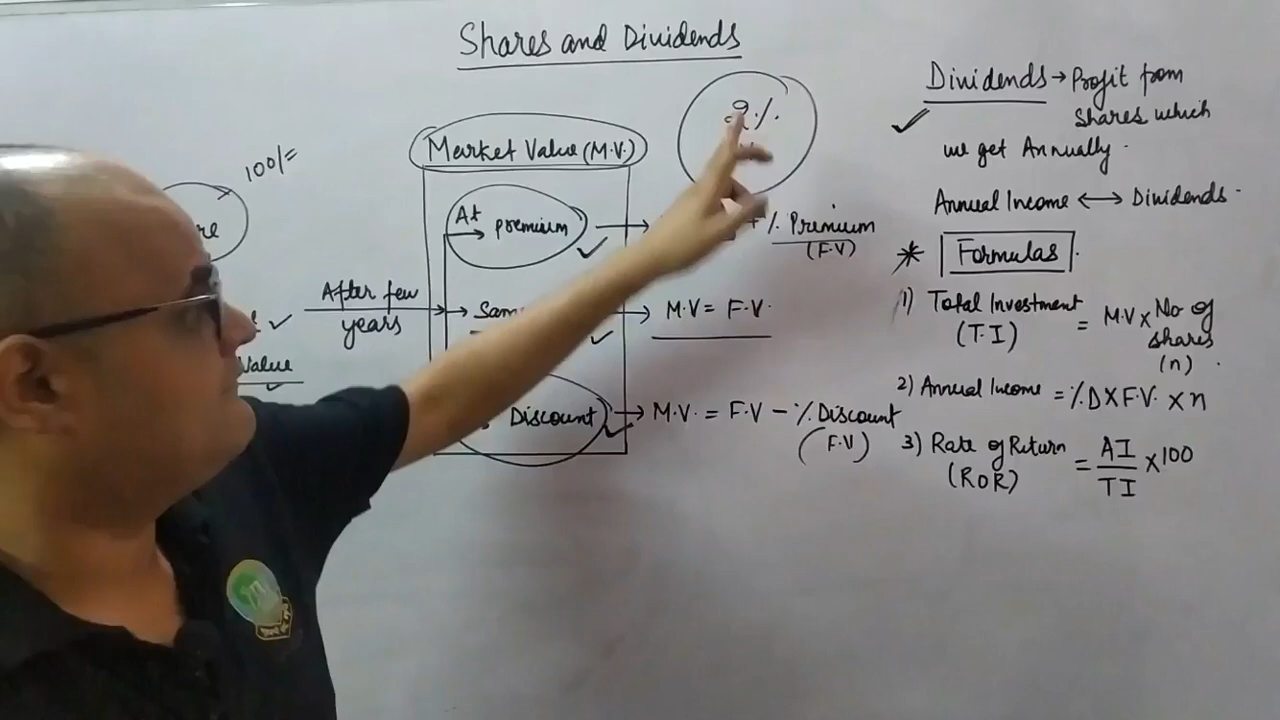 Shares and Dividends
100/=
Market Value (M.V.)
At
premium
+ % Premium
(F.V)
After few
years
M.V = F.V.
Value
Discount
M.V. = F.V - % Discount
(F.V)
Dividends → Profit from
shares which
we get Annually.
Annual Income ⟷ Dividends.
* Formulas
1) Total Investment = M.V × No of
(T.I) shares
(n).
2) Annual Income = % D × F.V. × n
3) Rate of Return = AI/TI × 100
(ROR)